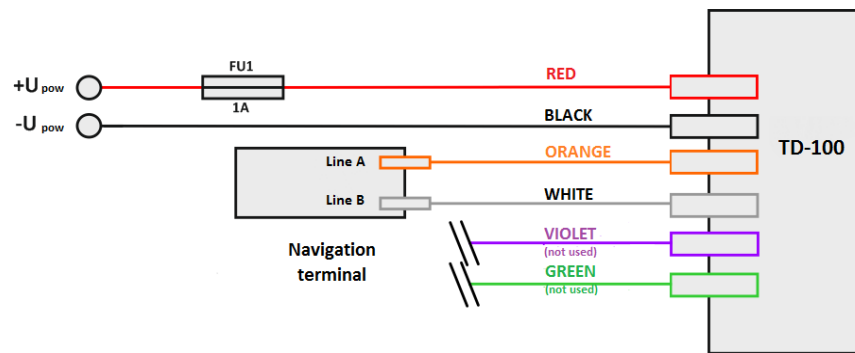 FU1
RED
+U pow
1A
BLACK
-U pow
TD-100
ORANGE
Line A
WHITE
Line B
VIOLET
(not used)
Navigation
terminal
GREEN
(not used)